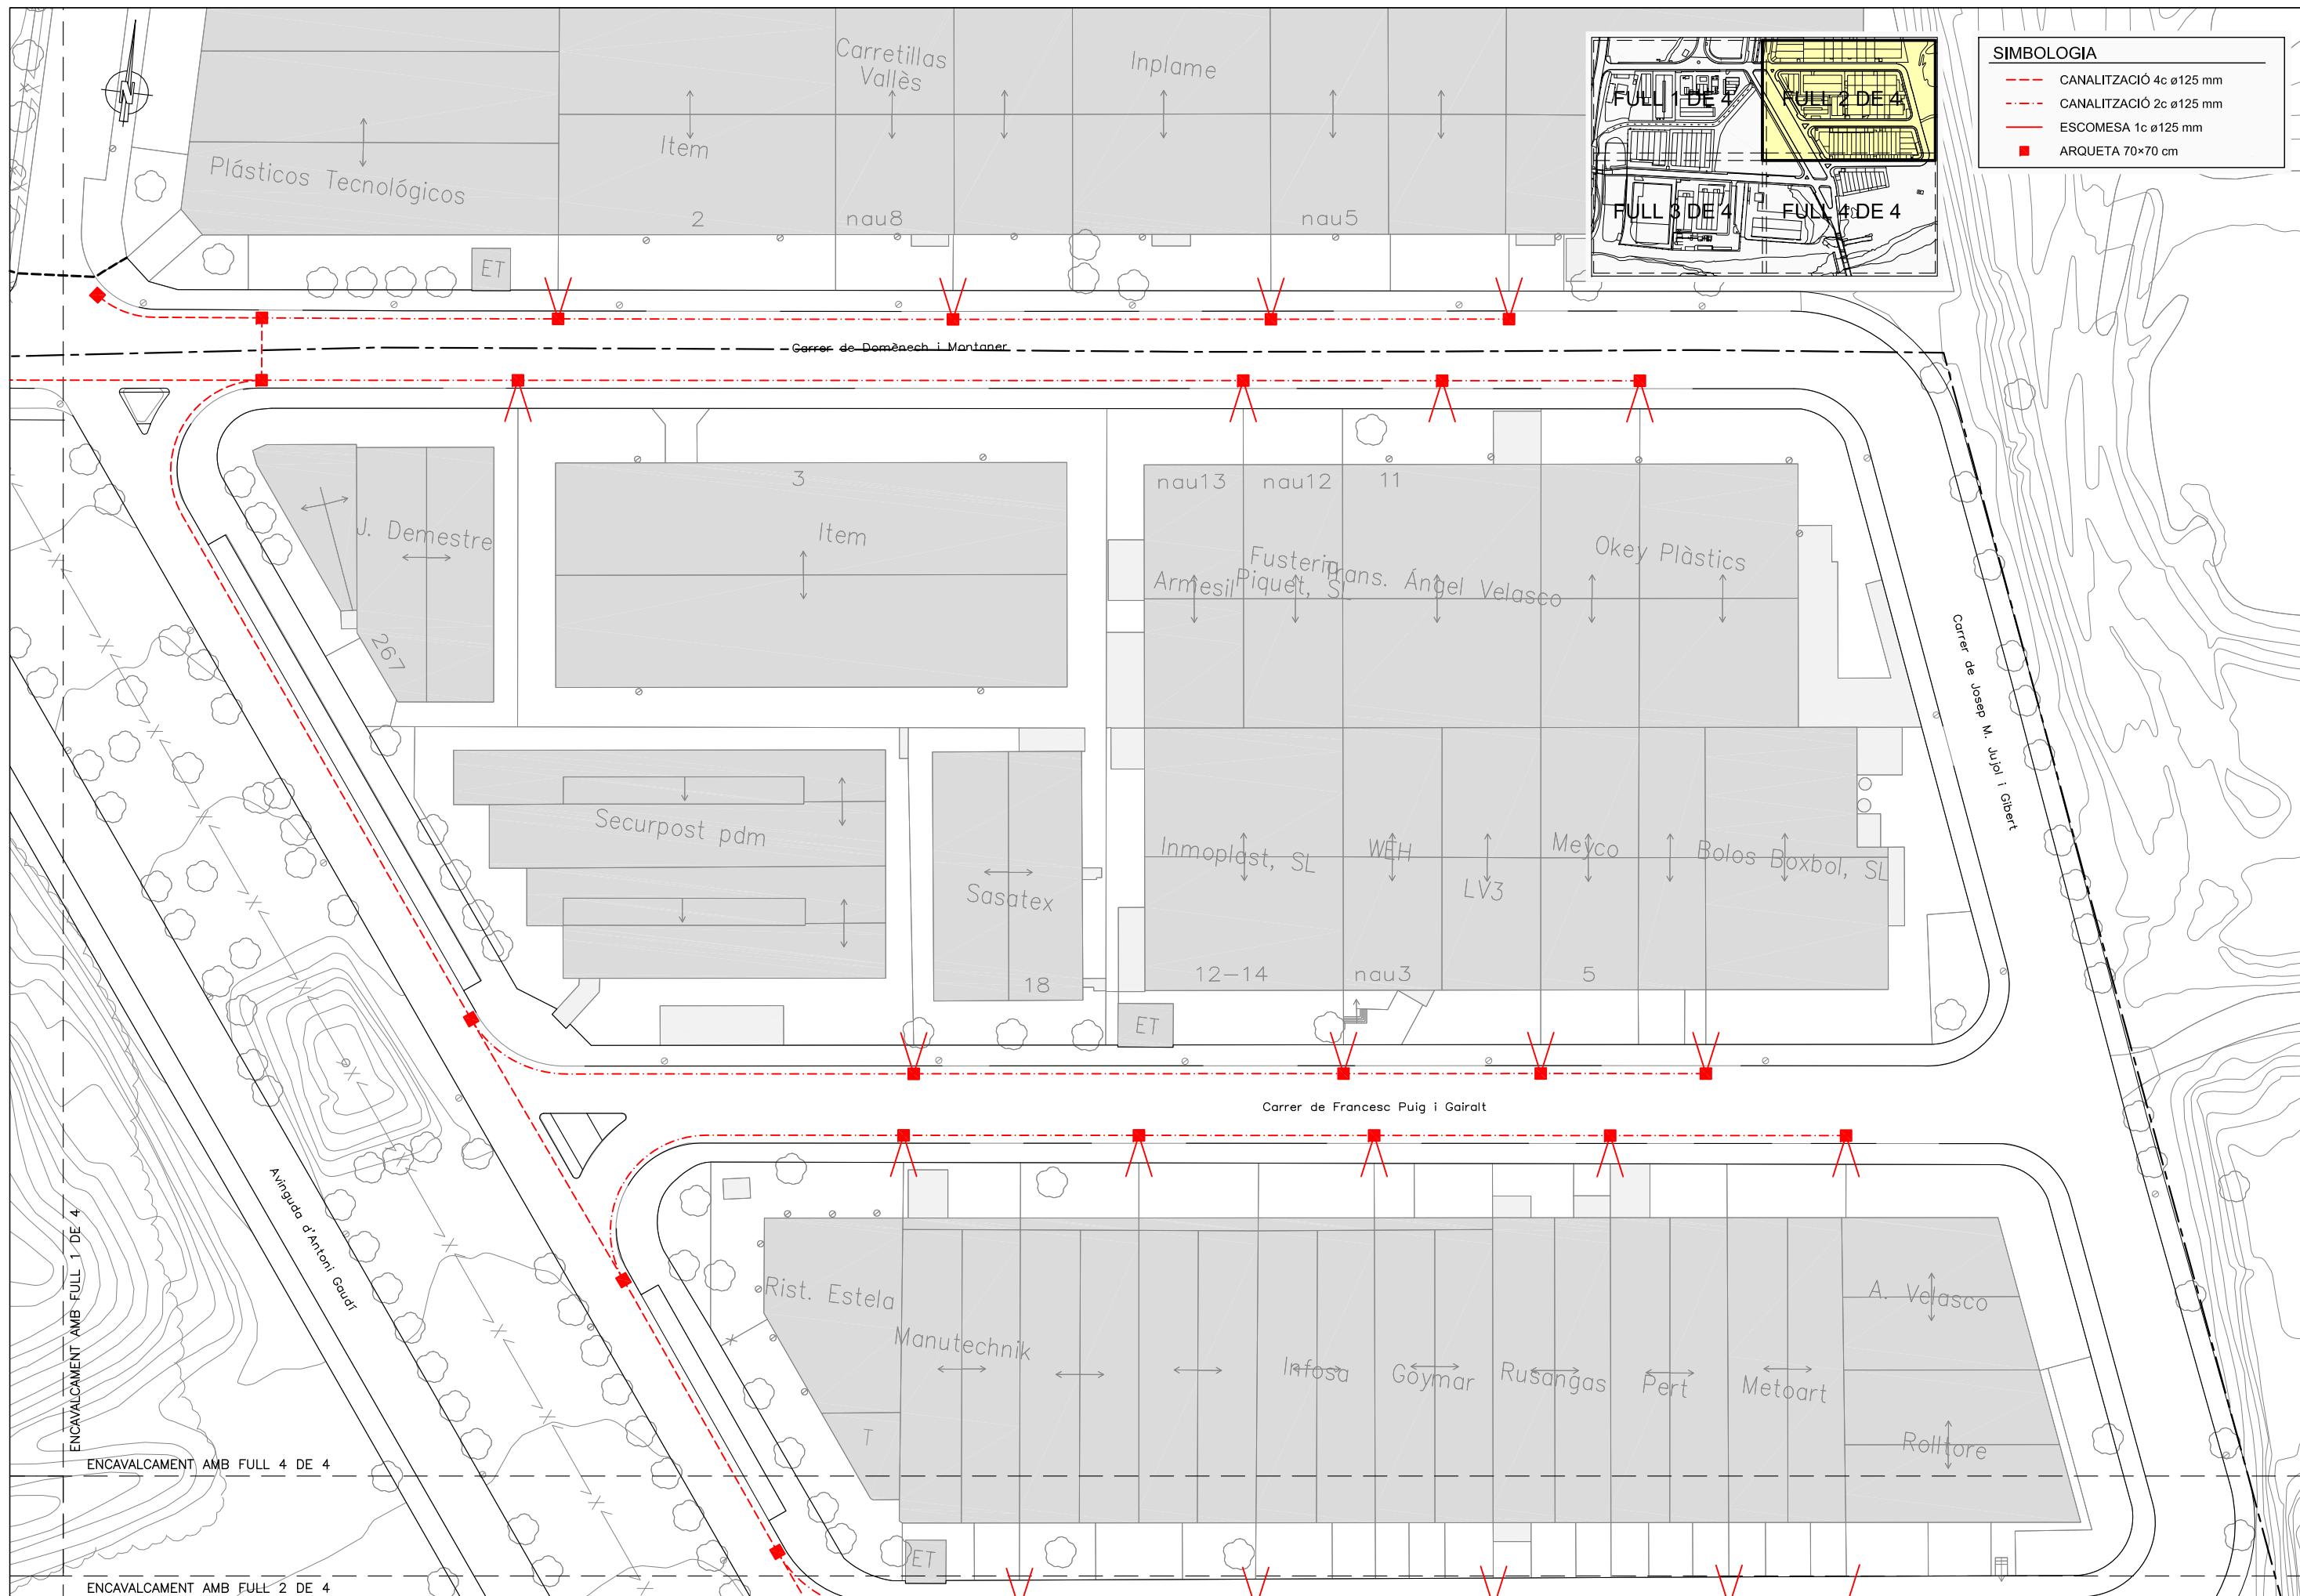 SIMBOLOGIA
CANALITZACIÓ 4c ø125 mm
CANALITZACIÓ 2c ø125 mm
ESCOMESA 1c ø125 mm
ARQUETA 70×70 cm
FULL 1 DE 4
FULL 2 DE 4
FULL 3 DE 4
FULL 4 DE 4
N
Carretillas
Vallès
Inplame
Item
Plásticos Tecnológicos
2
nau8
nau5
ET
Carrer de Domènech i Montaner
3
nau13
nau12
11
J. Demestre
Item
Okey Plàstics
Fusteria
Piquet, SL
Armesil
Trans. Ángel Velasco
267
Carrer de Josep M. Jujol i Gibert
Securpost pdm
Inmoplast, SL
WEH
Meyco
Bolos Boxbol, SL
LV3
Sasatex
12-14
nau3
5
18
ET
Carrer de Francesc Puig i Gairalt
Avinguda d'Antoni Gaudí
ENCAVALCAMENT AMB FULL 1 DE 4
Rist. Estela
A. Velasco
Manutechnik
Infosa
Goymar
Rusangas
Pert
Metoart
T
Rolltore
ENCAVALCAMENT AMB FULL 4 DE 4
ET
ENCAVALCAMENT AMB FULL 2 DE 4